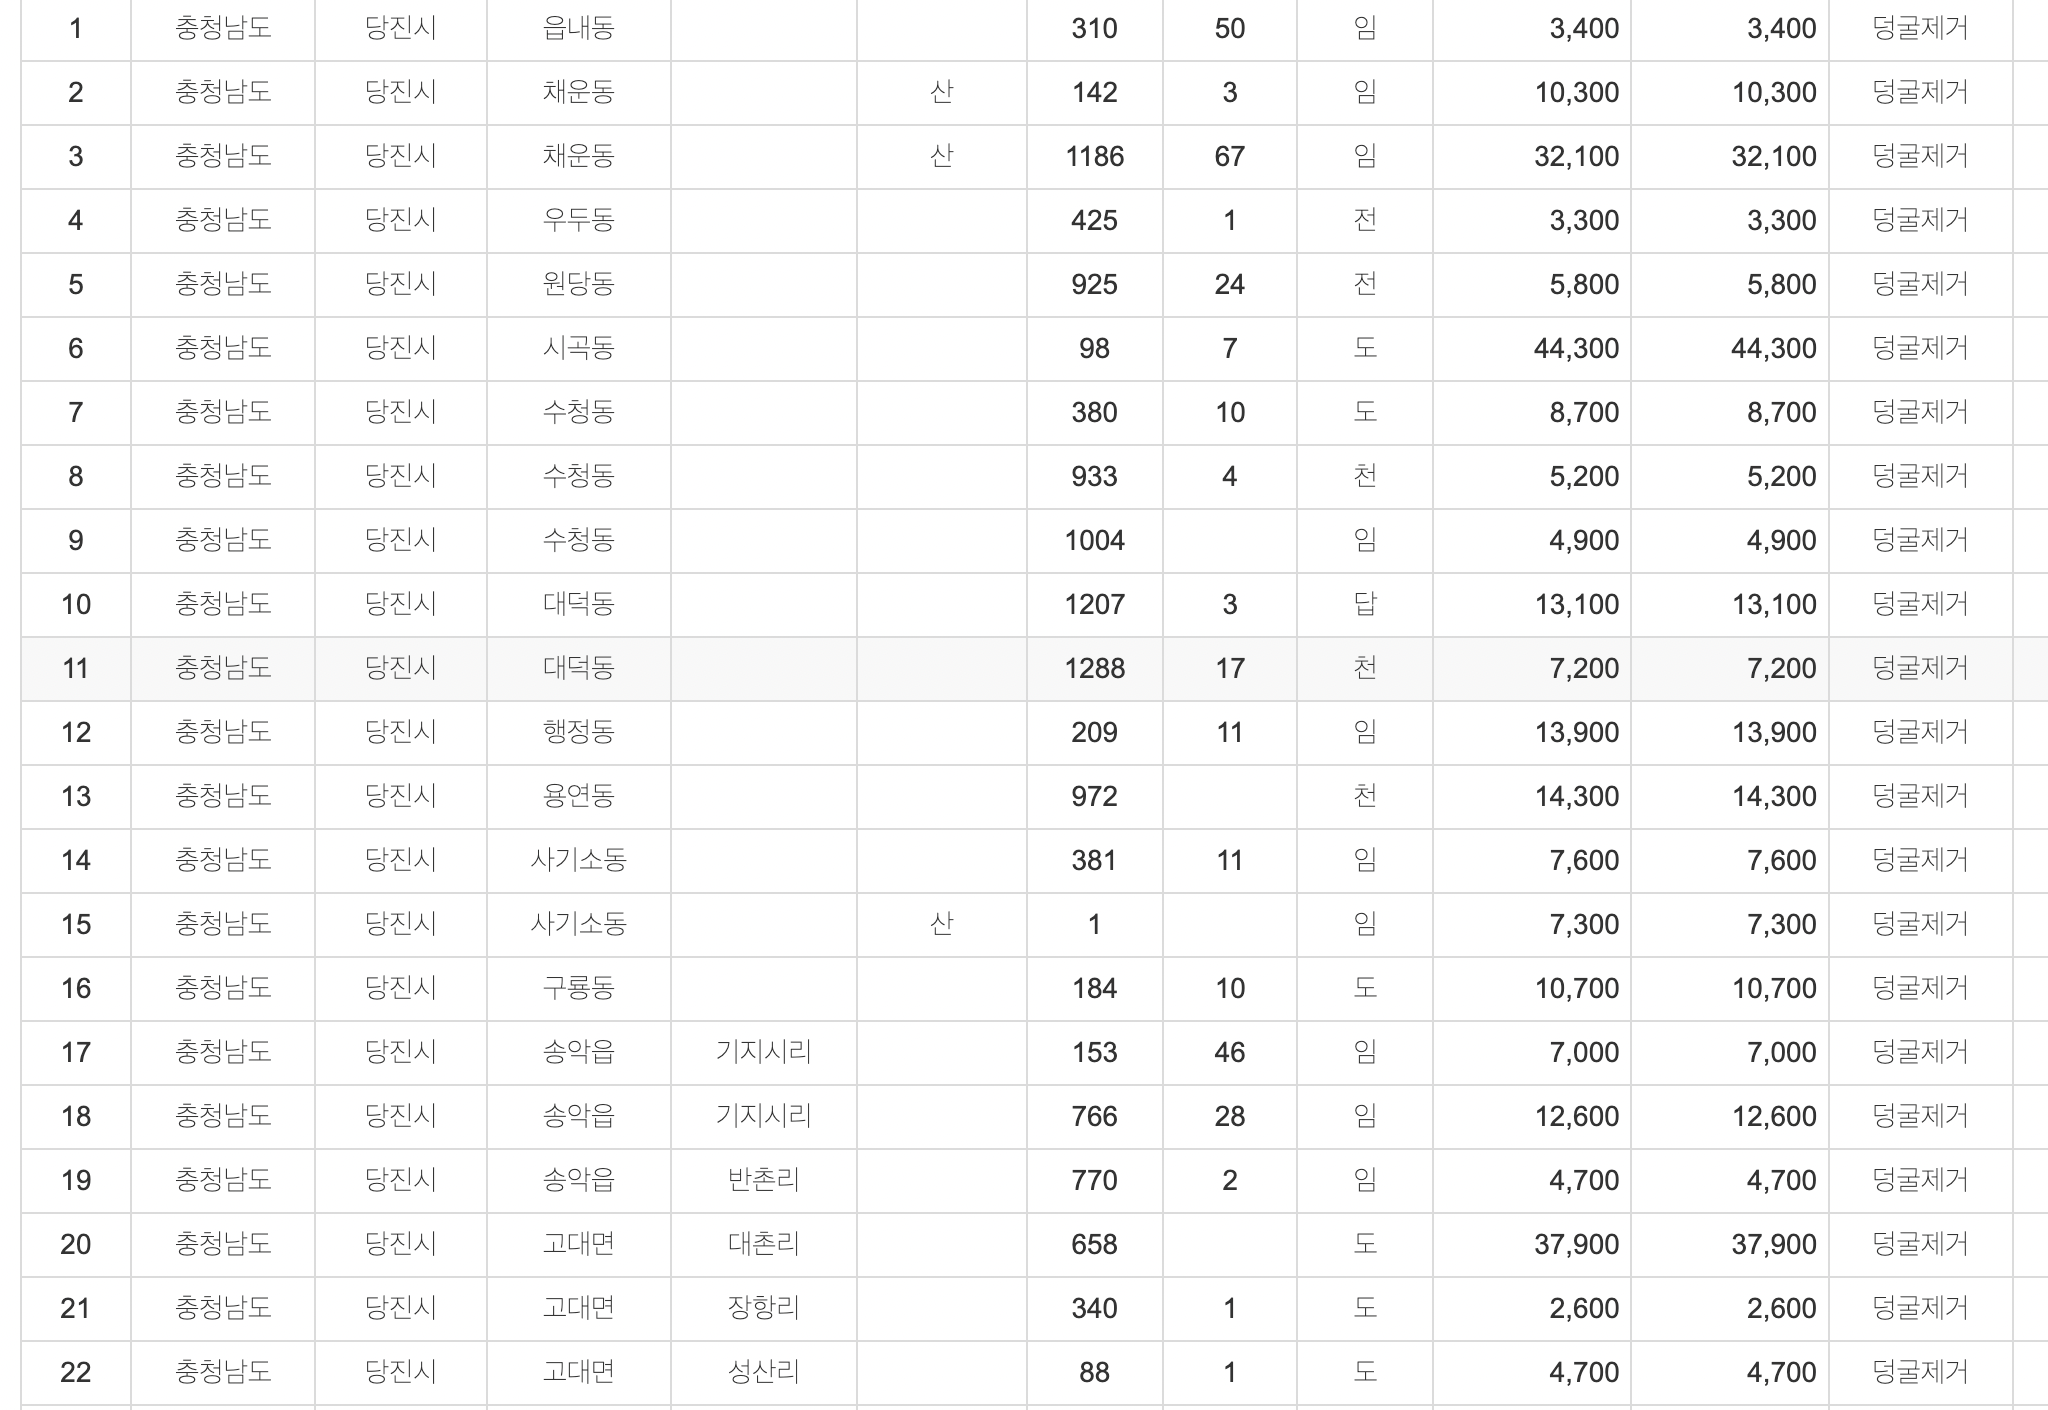 1 충청남도 당진시 읍내동 310 50 임 3,400 3,400 덩굴제거
2 충청남도 당진시 채운동 산 142 3 임 10,300 10,300 덩굴제거
3 충청남도 당진시 채운동 산 1186 67 임 32,100 32,100 덩굴제거
4 충청남도 당진시 우두동 425 1 전 3,300 3,300 덩굴제거
5 충청남도 당진시 원당동 925 24 전 5,800 5,800 덩굴제거
6 충청남도 당진시 시곡동 98 7 도 44,300 44,300 덩굴제거
7 충청남도 당진시 수청동 380 10 도 8,700 8,700 덩굴제거
8 충청남도 당진시 수청동 933 4 천 5,200 5,200 덩굴제거
9 충청남도 당진시 수청동 1004 임 4,900 4,900 덩굴제거
10 충청남도 당진시 대덕동 1207 3 답 13,100 13,100 덩굴제거
11 충청남도 당진시 대덕동 1288 17 천 7,200 7,200 덩굴제거
12 충청남도 당진시 행정동 209 11 임 13,900 13,900 덩굴제거
13 충청남도 당진시 용연동 972 천 14,300 14,300 덩굴제거
14 충청남도 당진시 사기소동 381 11 임 7,600 7,600 덩굴제거
15 충청남도 당진시 사기소동 산 1 임 7,300 7,300 덩굴제거
16 충청남도 당진시 구룡동 184 10 도 10,700 10,700 덩굴제거
17 충청남도 당진시 송악읍 기지시리 153 46 임 7,000 7,000 덩굴제거
18 충청남도 당진시 송악읍 기지시리 766 28 임 12,600 12,600 덩굴제거
19 충청남도 당진시 송악읍 반촌리 770 2 임 4,700 4,700 덩굴제거
20 충청남도 당진시 고대면 대촌리 658 도 37,900 37,900 덩굴제거
21 충청남도 당진시 고대면 장항리 340 1 도 2,600 2,600 덩굴제거
22 충청남도 당진시 고대면 성산리 88 1 도 4,700 4,700 덩굴제거